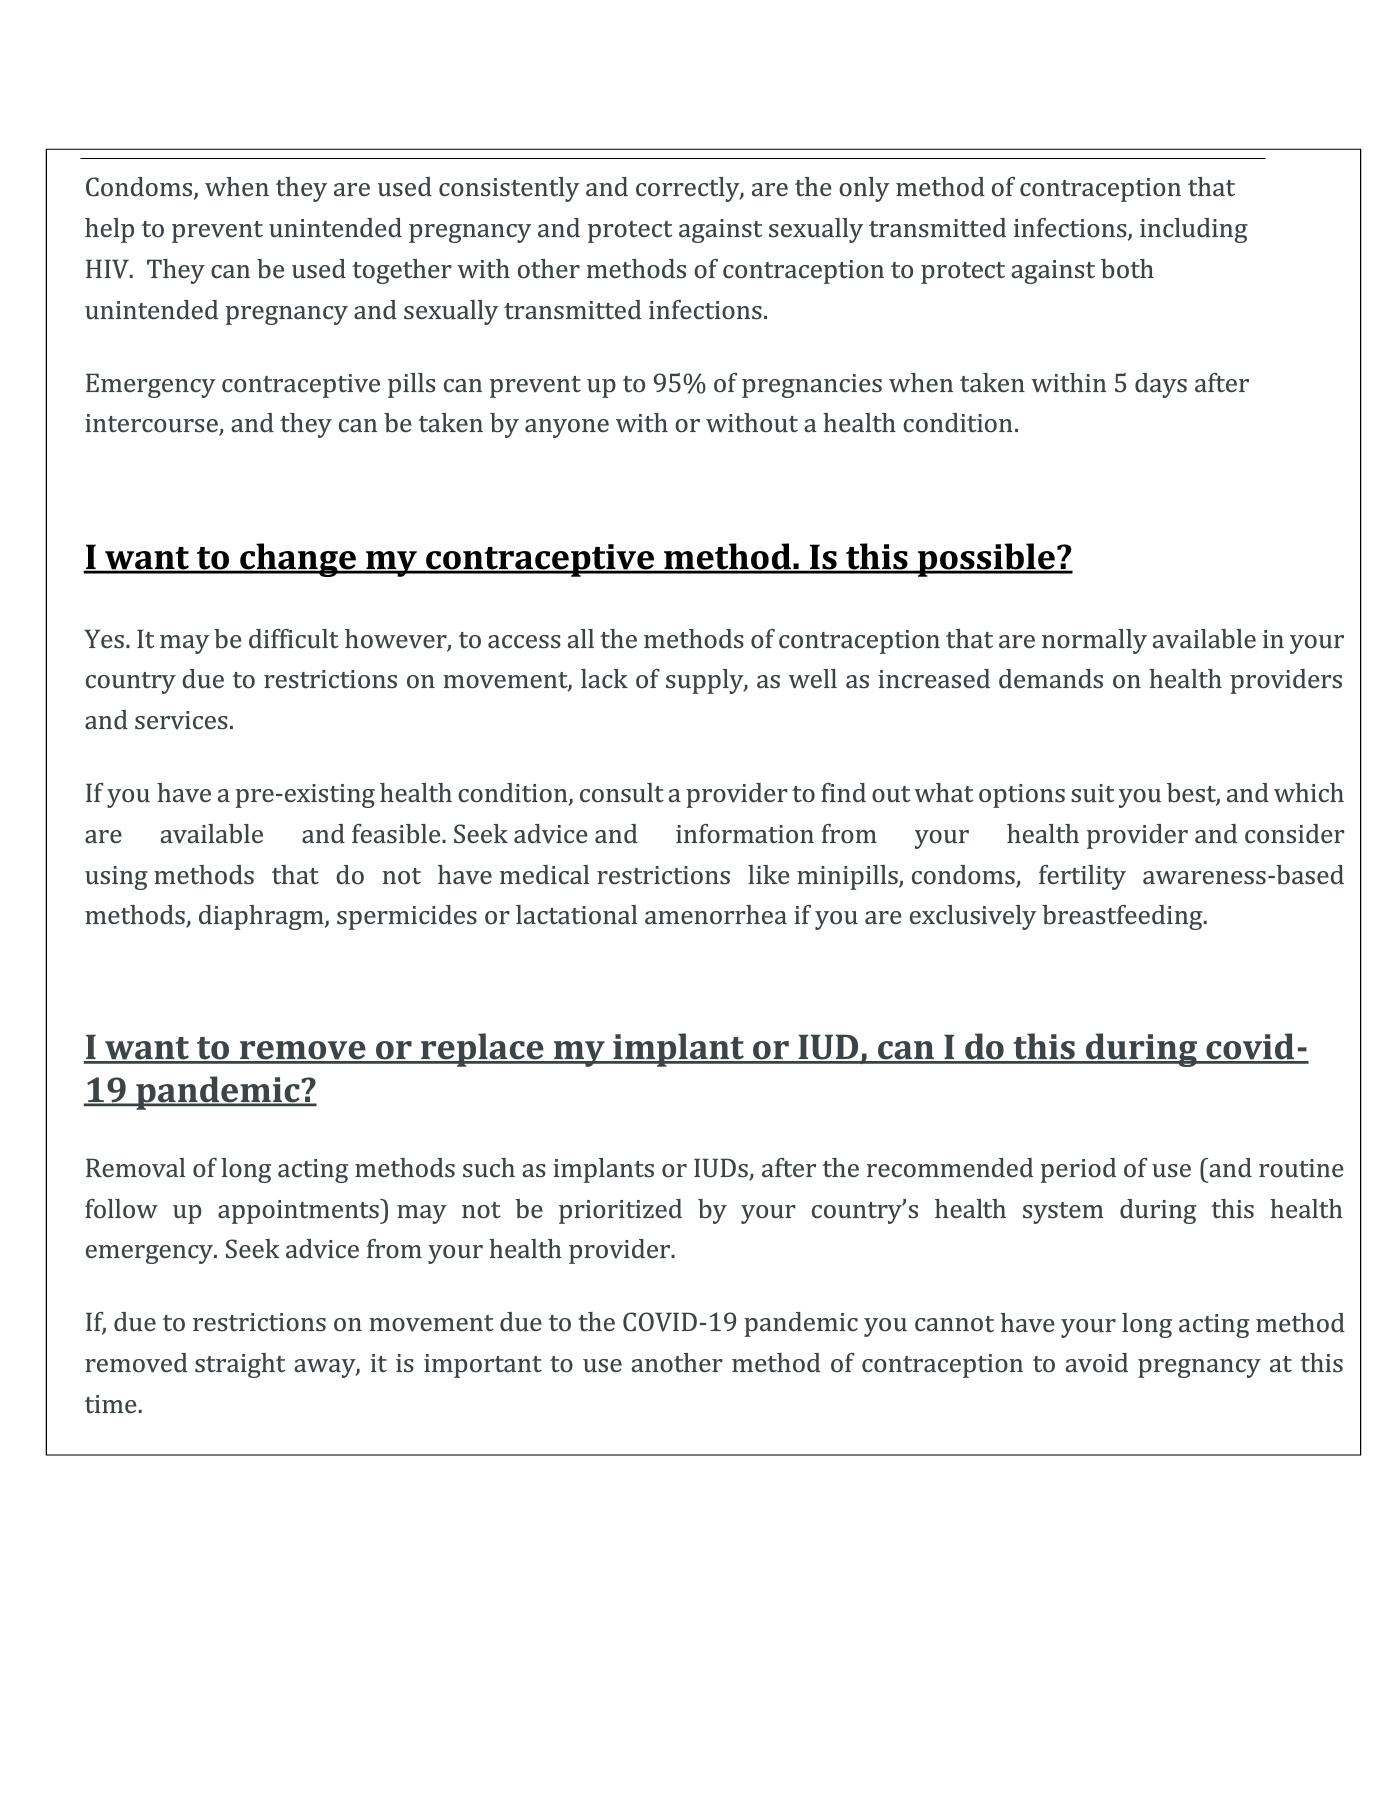 Condoms, when they are used consistently and correctly, are the only method of contraception that
help to prevent unintended pregnancy and protect against sexually transmitted infections, including
HIV.  They can be used together with other methods of contraception to protect against both
unintended pregnancy and sexually transmitted infections.
Emergency contraceptive pills can prevent up to 95% of pregnancies when taken within 5 days after
intercourse, and they can be taken by anyone with or without a health condition.
I want to change my contraceptive method. Is this possible?
Yes. It may be difficult however, to access all the methods of contraception that are normally available in your
country due to restrictions on movement, lack of supply, as well as increased demands on health providers
and services.
If you have a pre-existing health condition, consult a provider to find out what options suit you best, and which
are available and feasible. Seek advice and information from your health provider and consider
using methods that do not have medical restrictions like minipills, condoms, fertility awareness-based
methods, diaphragm, spermicides or lactational amenorrhea if you are exclusively breastfeeding.
I want to remove or replace my implant or IUD, can I do this during covid-
19 pandemic?
Removal of long acting methods such as implants or IUDs, after the recommended period of use (and routine
follow up appointments) may not be prioritized by your country’s health system during this health
emergency. Seek advice from your health provider.
If, due to restrictions on movement due to the COVID-19 pandemic you cannot have your long acting method
removed straight away, it is important to use another method of contraception to avoid pregnancy at this
time.